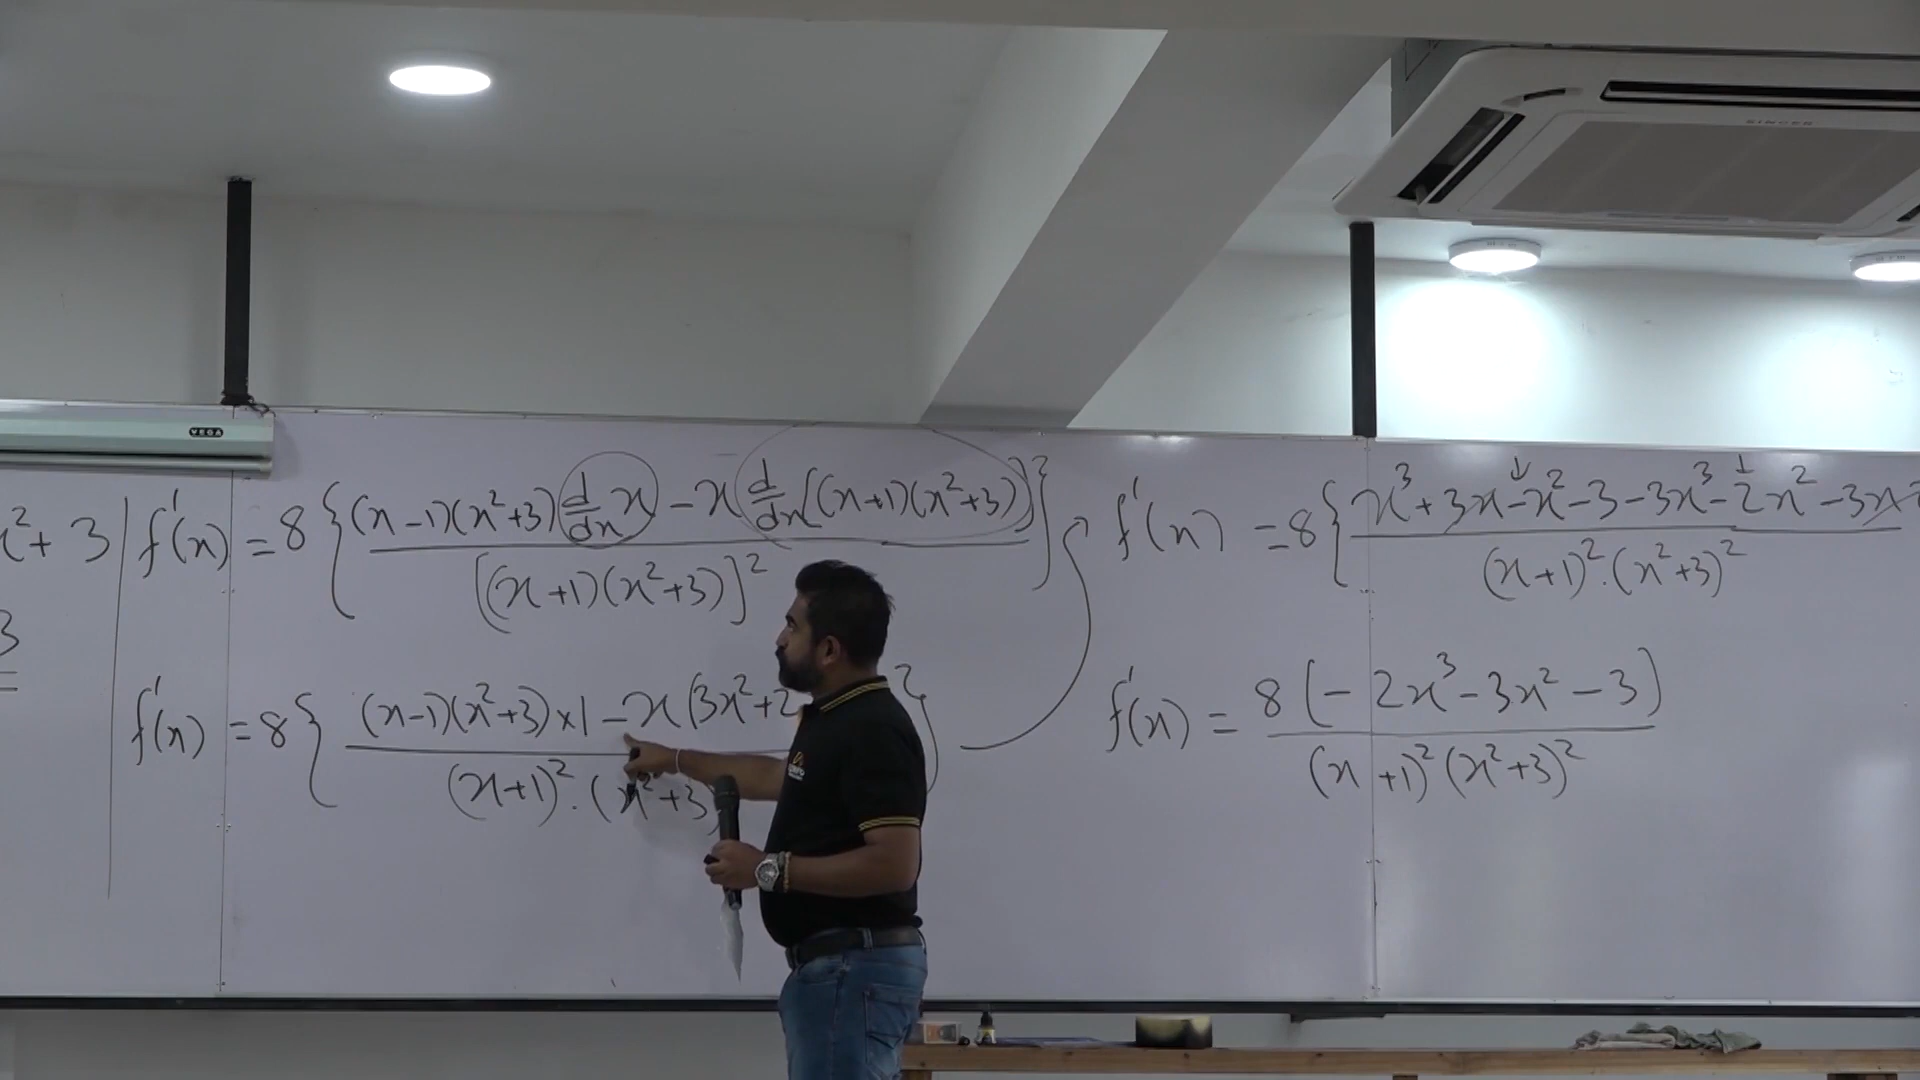 SINGER
VEGA
x²+3
3
f'(x) = 8{(x-1)(x²+3) d/dx x - x d/dx[(x+1)(x²+3)] / [(x+1)(x²+3)]²}
f'(x) = 8{(x-1)(x²+3)×1 - x(3x²+2 / (x+1)².(x²+3}
f'(x) = 8{x³+3x-x²-3-3x³-2x²-3x / (x+1)².(x²+3)²
f'(x) = 8(-2x³-3x²-3) / (x+1)²(x²+3)²